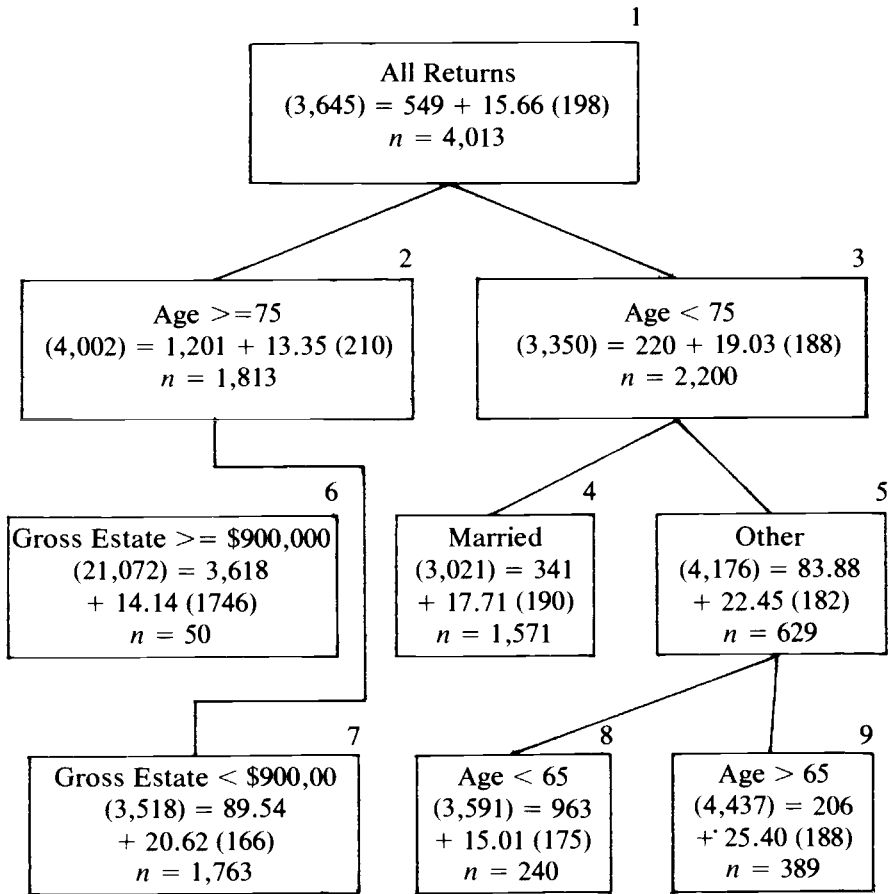 1
All Returns
(3,645) = 549 + 15.66 (198)
n = 4,013
2
Age >=75
(4,002) = 1,201 + 13.35 (210)
n = 1,813
3
Age < 75
(3,350) = 220 + 19.03 (188)
n = 2,200
6
Gross Estate >= $900,000
(21,072) = 3,618
+ 14.14 (1746)
n = 50
4
Married
(3,021) = 341
+ 17.71 (190)
n = 1,571
5
Other
(4,176) = 83.88
+ 22.45 (182)
n = 629
7
Gross Estate < $900,00
(3,518) = 89.54
+ 20.62 (166)
n = 1,763
8
Age < 65
(3,591) = 963
+ 15.01 (175)
n = 240
9
Age > 65
(4,437) = 206
+ 25.40 (188)
n = 389